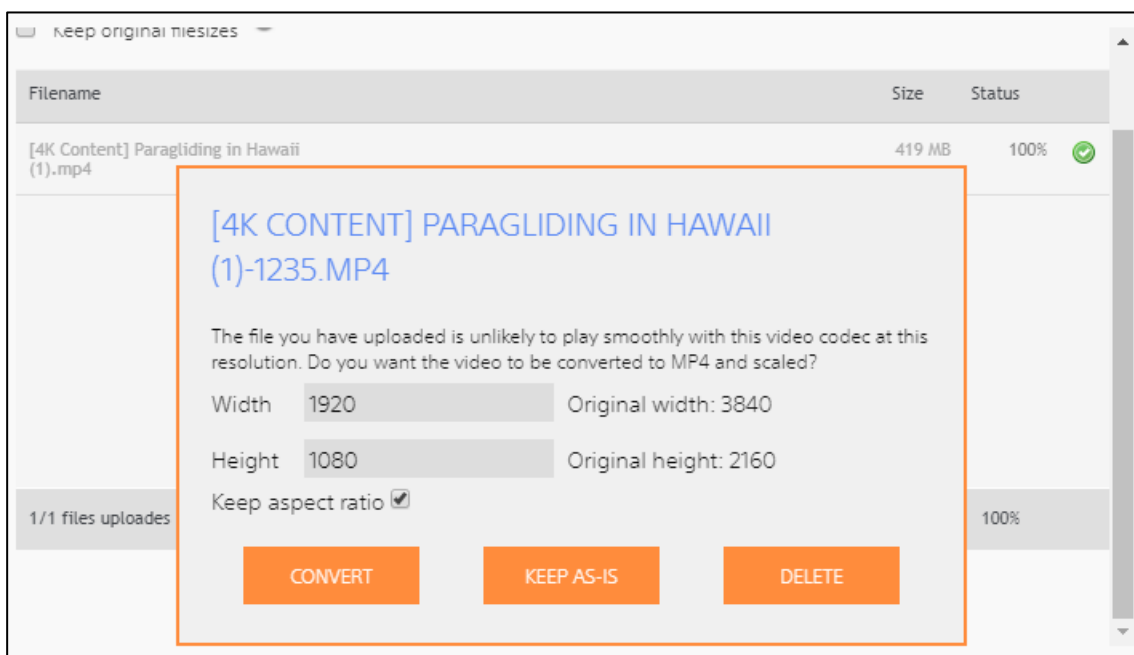 Keep original filesizes
Filename Size Status
[4K Content] Paragliding in Hawaii 419 MB 100%
(1).mp4
[4K CONTENT] PARAGLIDING IN HAWAII
(1)-1235.MP4
The file you have uploaded is unlikely to play smoothly with this video codec at this
resolution. Do you want the video to be converted to MP4 and scaled?
Width 1920 Original width: 3840
Height 1080 Original height: 2160
Keep aspect ratio
1/1 files uploades 100%
CONVERT KEEP AS-IS DELETE